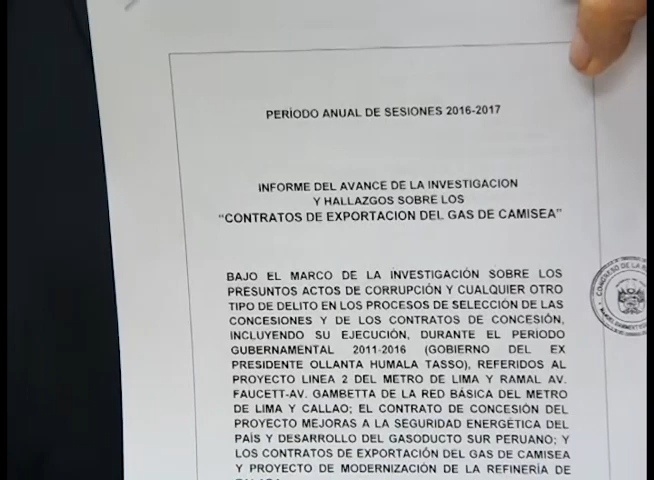 PERÍODO ANUAL DE SESIONES 2016-2017
INFORME DEL AVANCE DE LA INVESTIGACION
Y HALLAZGOS SOBRE LOS
"CONTRATOS DE EXPORTACION DEL GAS DE CAMISEA"
BAJO EL MARCO DE LA INVESTIGACIÓN SOBRE LOS
PRESUNTOS ACTOS DE CORRUPCIÓN Y CUALQUIER OTRO
TIPO DE DELITO EN LOS PROCESOS DE SELECCIÓN DE LAS
CONCESIONES Y DE LOS CONTRATOS DE CONCESIÓN,
INCLUYENDO SU EJECUCIÓN, DURANTE EL PERÍODO
GUBERNAMENTAL 2011-2016 (GOBIERNO DEL EX
PRESIDENTE OLLANTA HUMALA TASSO), REFERIDOS AL
PROYECTO LINEA 2 DEL METRO DE LIMA Y RAMAL AV.
FAUCETT-AV. GAMBETTA DE LA RED BÁSICA DEL METRO
DE LIMA Y CALLAO; EL CONTRATO DE CONCESIÓN DEL
PROYECTO MEJORAS A LA SEGURIDAD ENERGÉTICA DEL
PAÍS Y DESARROLLO DEL GASODUCTO SUR PERUANO; Y
LOS CONTRATOS DE EXPORTACIÓN DEL GAS DE CAMISEA
Y PROYECTO DE MODERNIZACIÓN DE LA REFINERÍA DE
CONGRESO DE LA